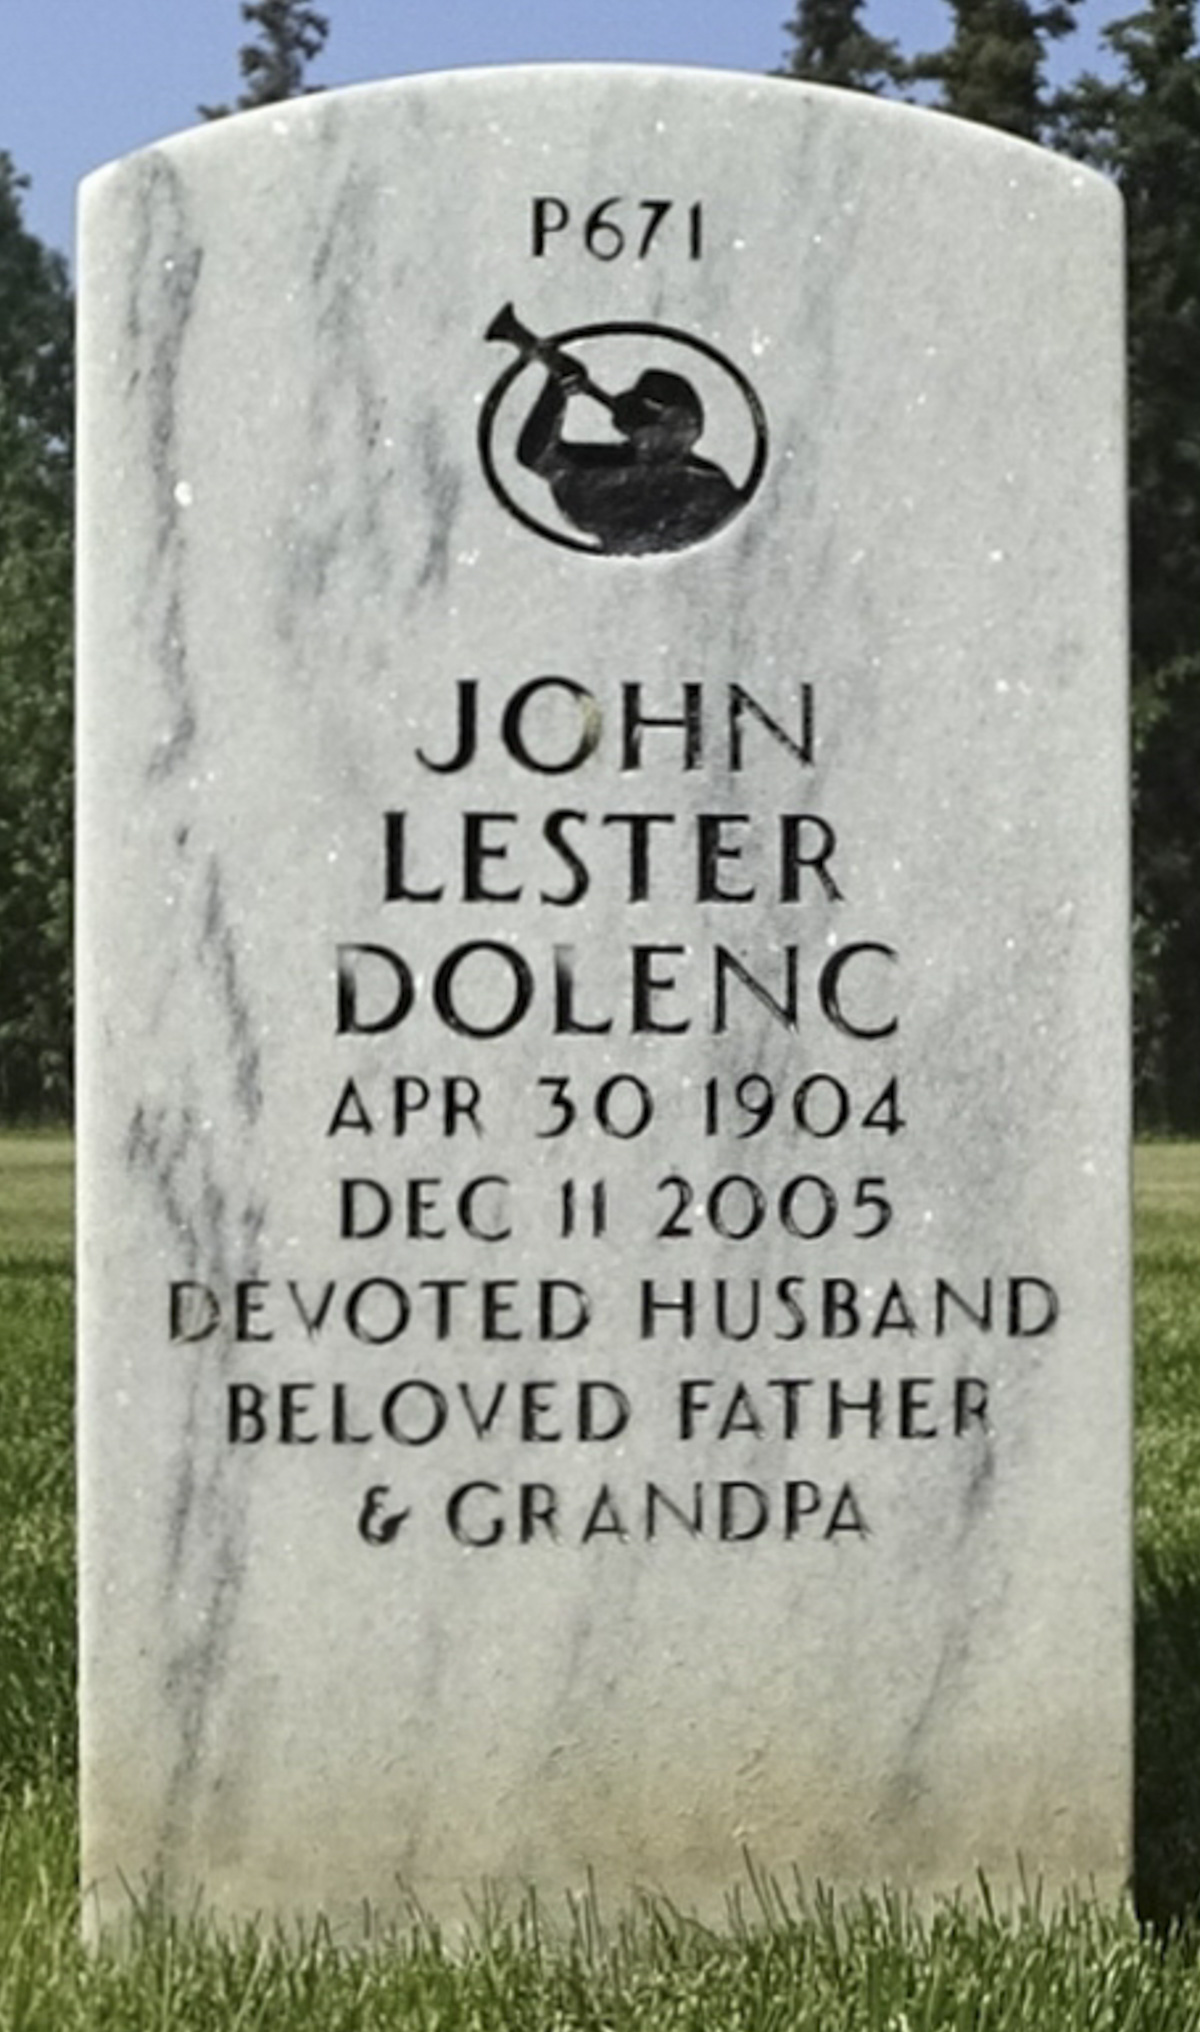 P671
JOHN
LESTER
DOLENC
APR 30 1904
DEC 11 2005
DEVOTED HUSBAND
BELOVED FATHER
& GRANDPA